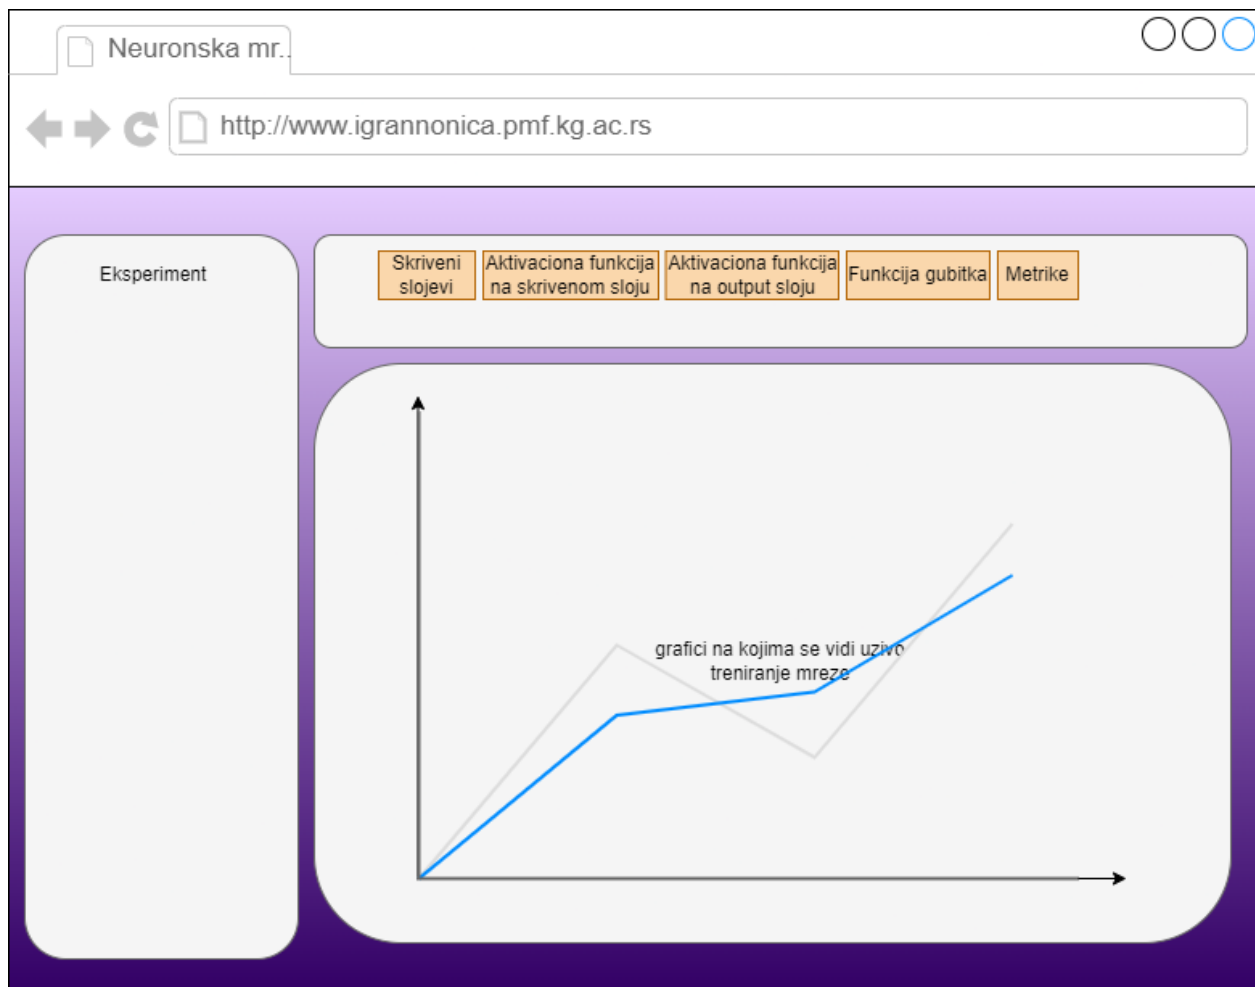 Neuronska mr..
http://www.igrannonica.pmf.kg.ac.rs
Eksperiment
Skriveni
slojevi
Aktivaciona funkcija
na skrivenom sloju
Aktivaciona funkcija
na output sloju
Funkcija gubitka
Metrike
grafici na kojima se vidi uzivo
treniranje mreze